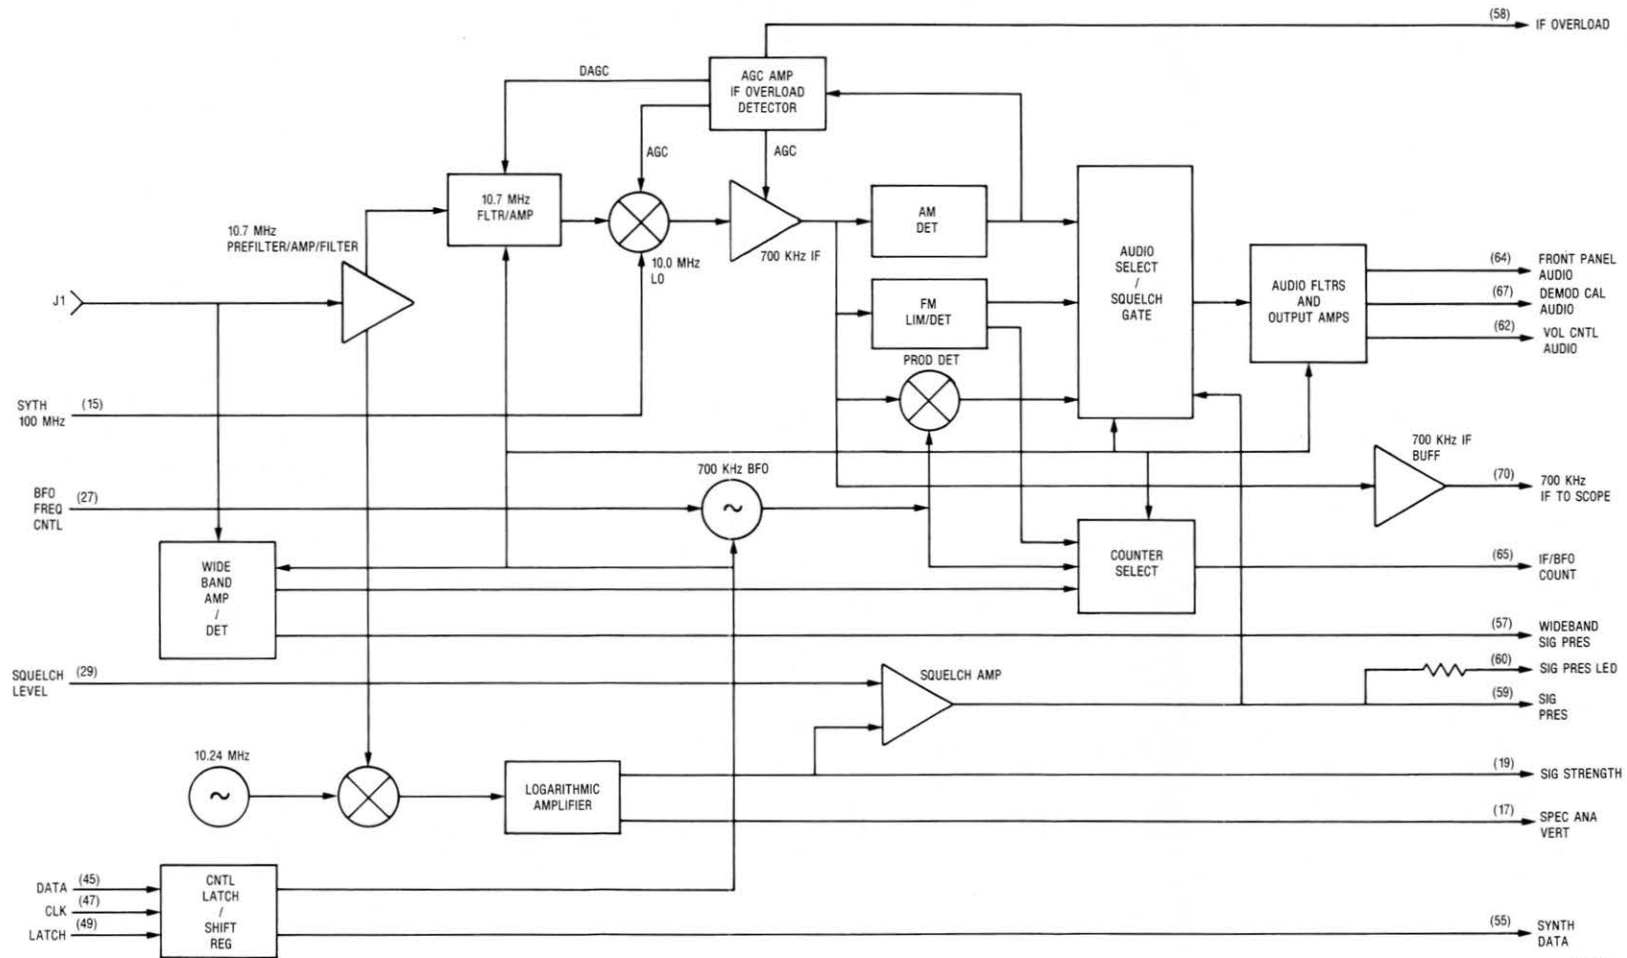 (58)
IF OVERLOAD
DAGC
AGC AMP
IF OVERLOAD
DETECTOR
AGC
AGC
10.7 MHz
PREFILTER/AMP/FILTER
10.7 MHz
FLTR/AMP
10.0 MHz
LO
700 KHz IF
AM
DET
FM
LIM/DET
PROD DET
AUDIO
SELECT
/
SQUELCH
GATE
AUDIO FLTRS
AND
OUTPUT AMPS
(64)
FRONT PANEL
AUDIO
(67)
DEMOD CAL
AUDIO
(62)
VOL CNTL
AUDIO
J1
SYTH
100 MHz
(15)
BFO
FREQ
CNTL
(27)
700 KHz BFO
700 KHz IF
BUFF
(70)
700 KHz
IF TO SCOPE
WIDE
BAND
AMP
/
DET
COUNTER
SELECT
(65)
IF/BFO
COUNT
(57)
WIDEBAND
SIG PRES
SQUELCH
LEVEL
(29)
SQUELCH AMP
(60)
SIG PRES LED
(59)
SIG
PRES
10.24 MHz
LOGARITHMIC
AMPLIFIER
(19)
SIG STRENGTH
(17)
SPEC ANA
VERT
DATA (45)
CLK (47)
LATCH (49)
CNTL
LATCH
/
SHIFT
REG
(55)
SYNTH
DATA